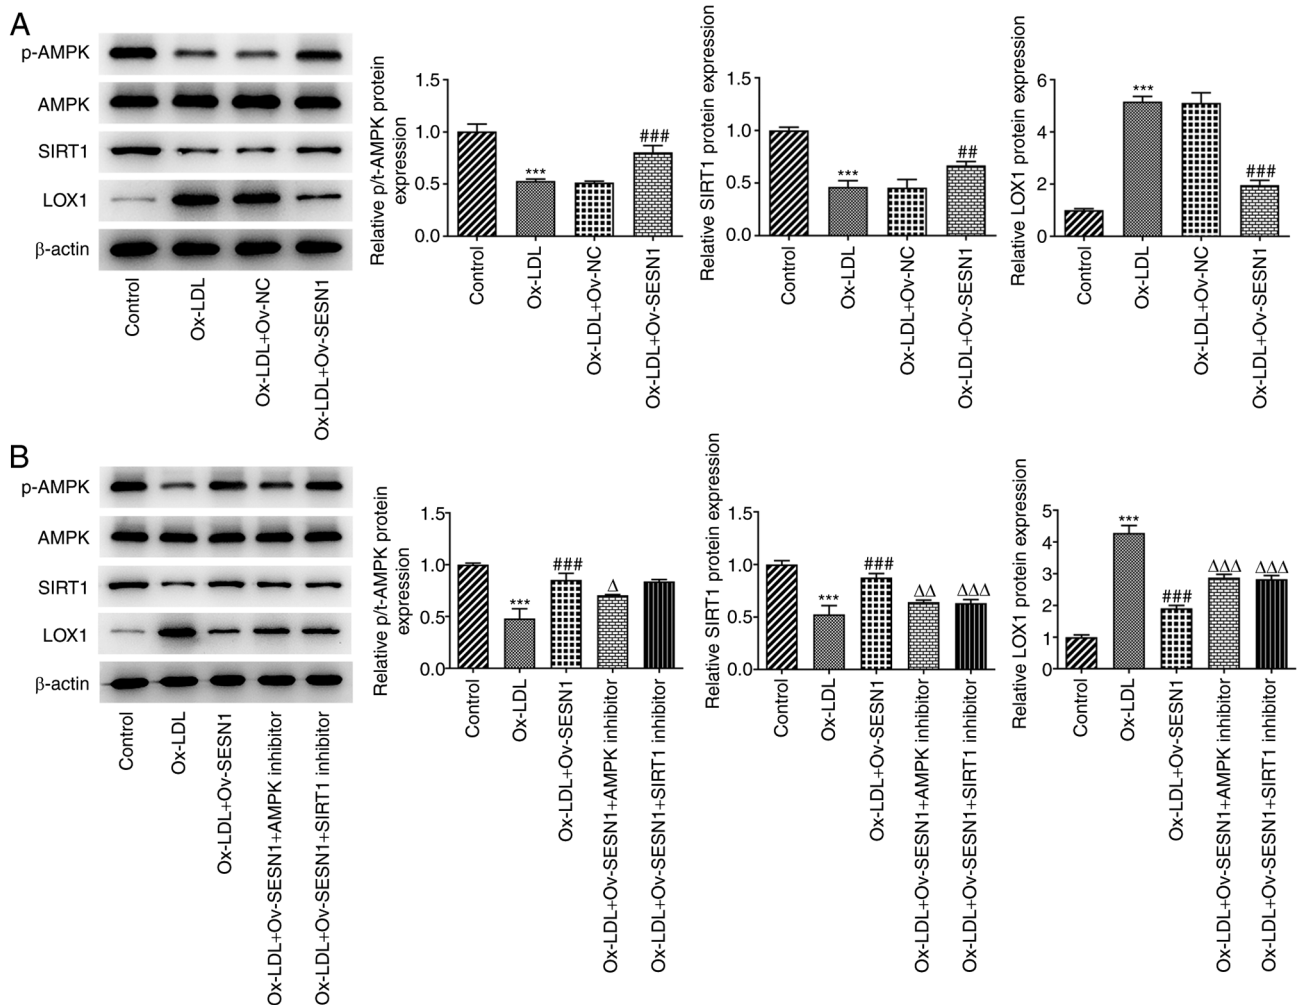 A
p-AMPK
AMPK
SIRT1
LOX1
β-actin
Control
Ox-LDL
Ox-LDL+Ov-NC
Ox-LDL+Ov-SESN1
Relative p/t-AMPK protein
expression
1.5
1.0
0.5
0.0
***
###
Control
Ox-LDL
Ox-LDL+Ov-NC
Ox-LDL+Ov-SESN1
Relative SIRT1 protein expression
1.5
1.0
0.5
0.0
***
##
Control
Ox-LDL
Ox-LDL+Ov-NC
Ox-LDL+Ov-SESN1
Relative LOX1 protein expression
6
4
2
0
***
###
Control
Ox-LDL
Ox-LDL+Ov-NC
Ox-LDL+Ov-SESN1
B
p-AMPK
AMPK
SIRT1
LOX1
β-actin
Control
Ox-LDL
Ox-LDL+Ov-SESN1
Ox-LDL+Ov-SESN1+AMPK inhibitor
Ox-LDL+Ov-SESN1+SIRT1 inhibitor
Relative p/t-AMPK protein
expression
1.5
1.0
0.5
0.0
***
###
Δ
Control
Ox-LDL
Ox-LDL+Ov-SESN1
Ox-LDL+Ov-SESN1+AMPK inhibitor
Ox-LDL+Ov-SESN1+SIRT1 inhibitor
Relative SIRT1 protein expression
1.5
1.0
0.5
0.0
***
###
ΔΔ
ΔΔΔ
Control
Ox-LDL
Ox-LDL+Ov-SESN1
Ox-LDL+Ov-SESN1+AMPK inhibitor
Ox-LDL+Ov-SESN1+SIRT1 inhibitor
Relative LOX1 protein expression
5
4
3
2
1
0
***
###
ΔΔΔ
ΔΔΔ
Control
Ox-LDL
Ox-LDL+Ov-SESN1
Ox-LDL+Ov-SESN1+AMPK inhibitor
Ox-LDL+Ov-SESN1+SIRT1 inhibitor